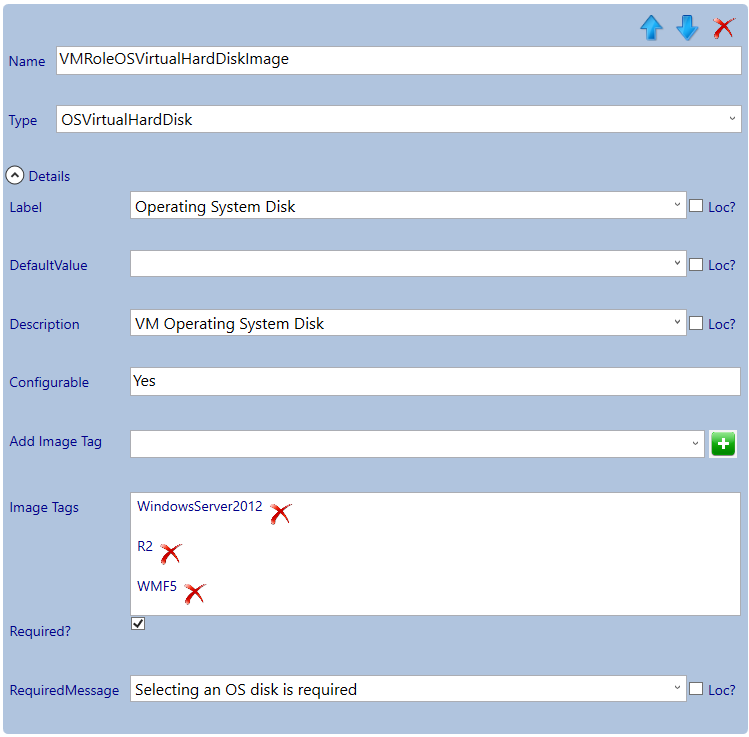 Name VMRoleOSVirtualHardDiskImage
Type OSVirtualHardDisk
Details
Label Operating System Disk Loc?
DefaultValue Loc?
Description VM Operating System Disk Loc?
Configurable Yes
Add Image Tag
Image Tags WindowsServer2012
R2
WMF5
Required?
RequiredMessage Selecting an OS disk is required Loc?